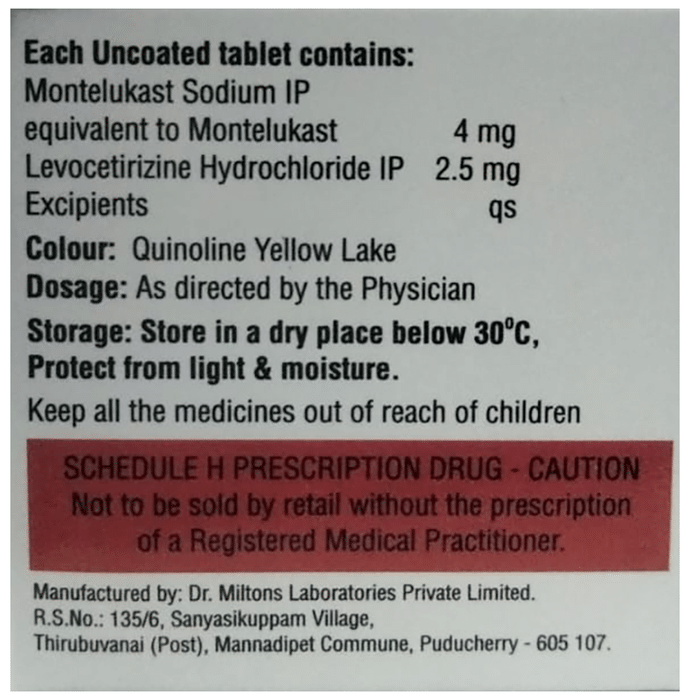 Each Uncoated tablet contains:
Montelukast Sodium IP
equivalent to Montelukast 4 mg
Levocetirizine Hydrochloride IP 2.5 mg
Excipients qs
Colour: Quinoline Yellow Lake
Dosage: As directed by the Physician
Storage: Store in a dry place below 30°C,
Protect from light & moisture.
Keep all the medicines out of reach of children
SCHEDULE H PRESCRIPTION DRUG - CAUTION
Not to be sold by retail without the prescription
of a Registered Medical Practitioner.
Manufactured by: Dr. Miltons Laboratories Private Limited.
R.S.No.: 135/6, Sanyasikuppam Village,
Thirubuvanai (Post), Mannadipet Commune, Puducherry - 605 107.